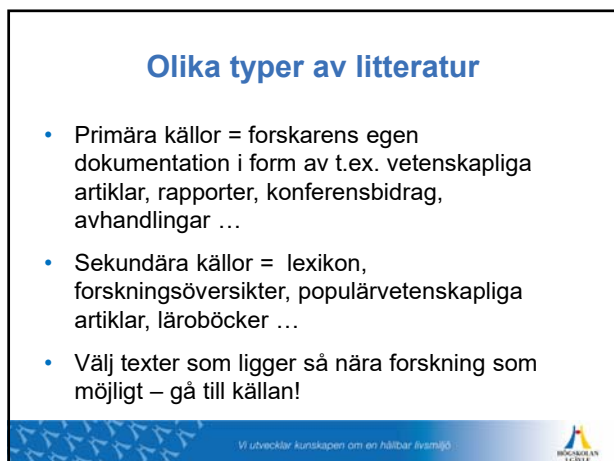 Olika typer av litteratur
• Primära källor = forskarens egen
dokumentation i form av t.ex. vetenskapliga
artiklar, rapporter, konferensbidrag,
avhandlingar …
• Sekundära källor = lexikon,
forskningsöversikter, populärvetenskapliga
artiklar, läroböcker …
• Välj texter som ligger så nära forskning som
möjligt – gå till källan!
Vi utvecklar kunskapen om en hållbar livsmiljö
HÖGSKOLAN
I GÄVLE